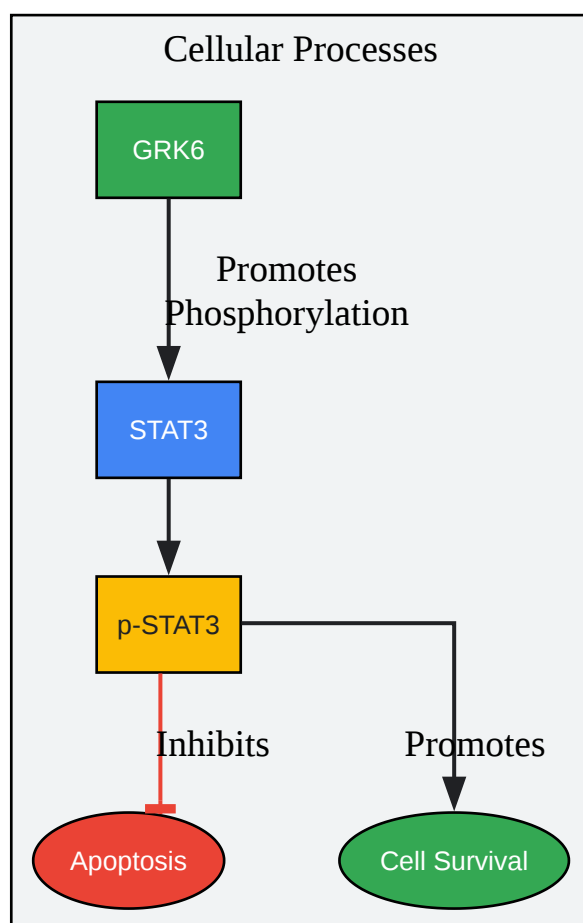 Cellular Processes
GRK6
Promotes
Phosphorylation
STAT3
p-STAT3
Inhibits
Promotes
Apoptosis
Cell Survival